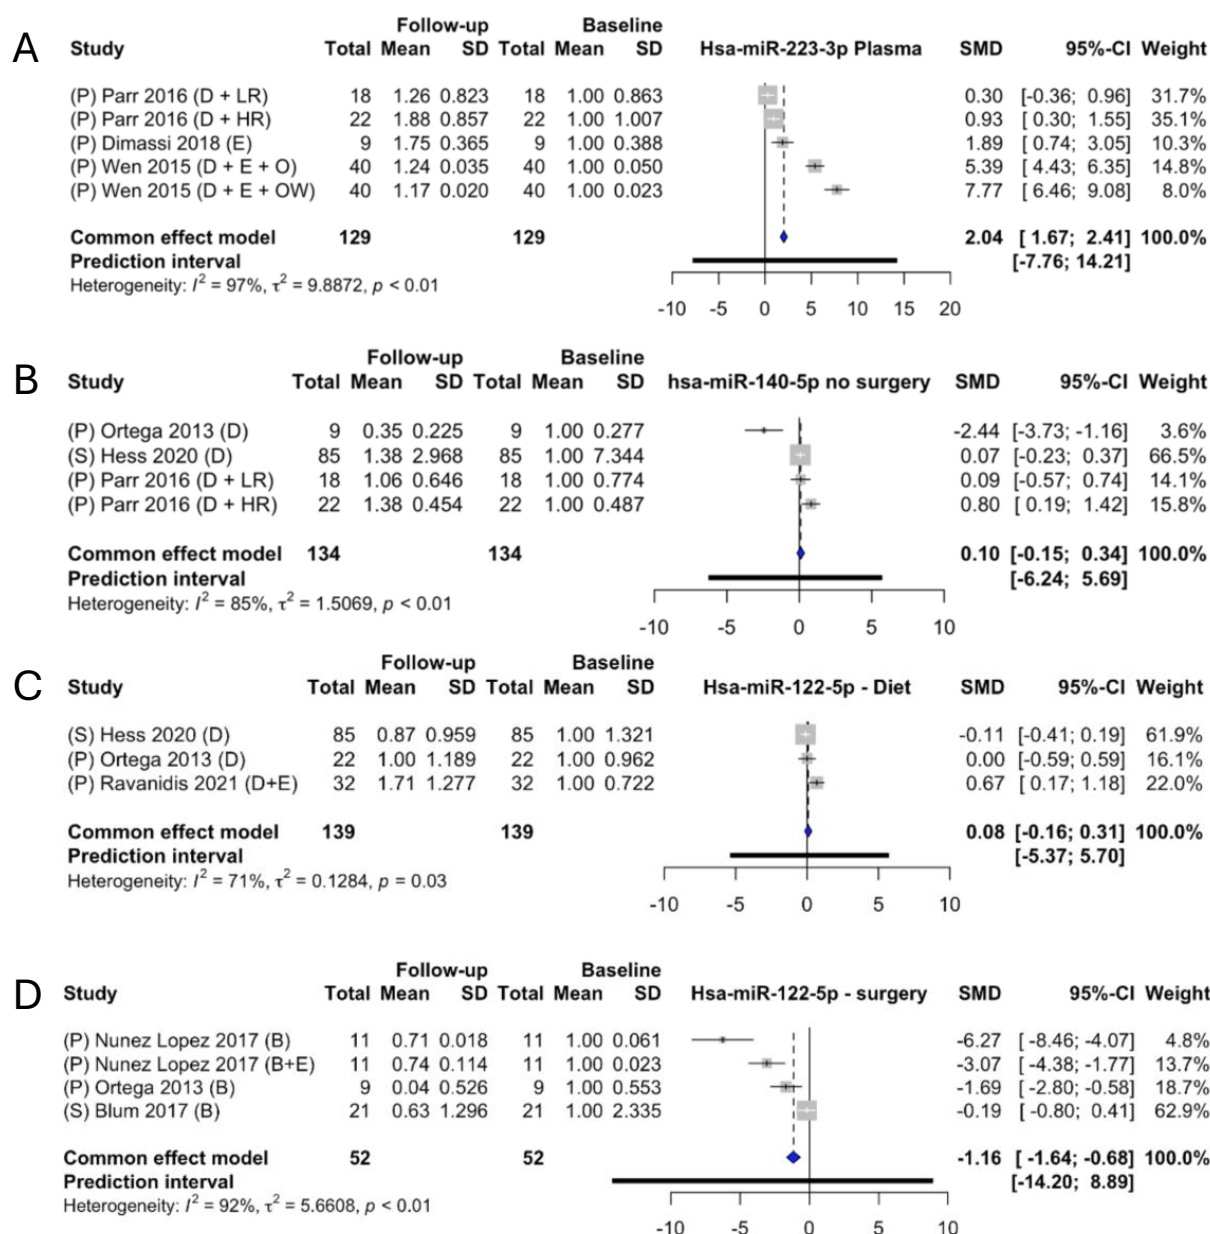 A
Follow-up Baseline
Study Total Mean SD Total Mean SD Hsa-miR-223-3p Plasma SMD 95%-CI Weight
(P) Parr 2016 (D + LR) 18 1.26 0.823 18 1.00 0.863 0.30 [-0.36; 0.96] 31.7%
(P) Parr 2016 (D + HR) 22 1.88 0.857 22 1.00 1.007 0.93 [ 0.30; 1.55] 35.1%
(P) Dimassi 2018 (E) 9 1.75 0.365 9 1.00 0.388 1.89 [ 0.74; 3.05] 10.3%
(P) Wen 2015 (D + E + O) 40 1.24 0.035 40 1.00 0.050 5.39 [ 4.43; 6.35] 14.8%
(P) Wen 2015 (D + E + OW) 40 1.17 0.020 40 1.00 0.023 7.77 [ 6.46; 9.08] 8.0%
Common effect model 129 129 2.04 [ 1.67; 2.41] 100.0%
Prediction interval [-7.76; 14.21]
Heterogeneity: I² = 97%, τ² = 9.8872, p < 0.01
-10 -5 0 5 10 15 20
B
Follow-up Baseline
Study Total Mean SD Total Mean SD hsa-miR-140-5p no surgery SMD 95%-CI Weight
(P) Ortega 2013 (D) 9 0.35 0.225 9 1.00 0.277 -2.44 [-3.73; -1.16] 3.6%
(S) Hess 2020 (D) 85 1.38 2.968 85 1.00 7.344 0.07 [-0.23; 0.37] 66.5%
(P) Parr 2016 (D + LR) 18 1.06 0.646 18 1.00 0.774 0.09 [-0.57; 0.74] 14.1%
(P) Parr 2016 (D + HR) 22 1.38 0.454 22 1.00 0.487 0.80 [ 0.19; 1.42] 15.8%
Common effect model 134 134 0.10 [-0.15; 0.34] 100.0%
Prediction interval [-6.24; 5.69]
Heterogeneity: I² = 85%, τ² = 1.5069, p < 0.01
-10 -5 0 5 10
C
Follow-up Baseline
Study Total Mean SD Total Mean SD Hsa-miR-122-5p - Diet SMD 95%-CI Weight
(S) Hess 2020 (D) 85 0.87 0.959 85 1.00 1.321 -0.11 [-0.41; 0.19] 61.9%
(P) Ortega 2013 (D) 22 1.00 1.189 22 1.00 0.962 0.00 [-0.59; 0.59] 16.1%
(P) Ravanidis 2021 (D+E) 32 1.71 1.277 32 1.00 0.722 0.67 [ 0.17; 1.18] 22.0%
Common effect model 139 139 0.08 [-0.16; 0.31] 100.0%
Prediction interval [-5.37; 5.70]
Heterogeneity: I² = 71%, τ² = 0.1284, p = 0.03
-10 -5 0 5 10
D
Follow-up Baseline
Study Total Mean SD Total Mean SD Hsa-miR-122-5p - surgery SMD 95%-CI Weight
(P) Nunez Lopez 2017 (B) 11 0.71 0.018 11 1.00 0.061 -6.27 [ -8.46; -4.07] 4.8%
(P) Nunez Lopez 2017 (B+E) 11 0.74 0.114 11 1.00 0.023 -3.07 [ -4.38; -1.77] 13.7%
(P) Ortega 2013 (B) 9 0.04 0.526 9 1.00 0.553 -1.69 [ -2.80; -0.58] 18.7%
(S) Blum 2017 (B) 21 0.63 1.296 21 1.00 2.335 -0.19 [ -0.80; 0.41] 62.9%
Common effect model 52 52 -1.16 [ -1.64; -0.68] 100.0%
Prediction interval [-14.20; 8.89]
Heterogeneity: I² = 92%, τ² = 5.6608, p < 0.01
-10 -5 0 5 10